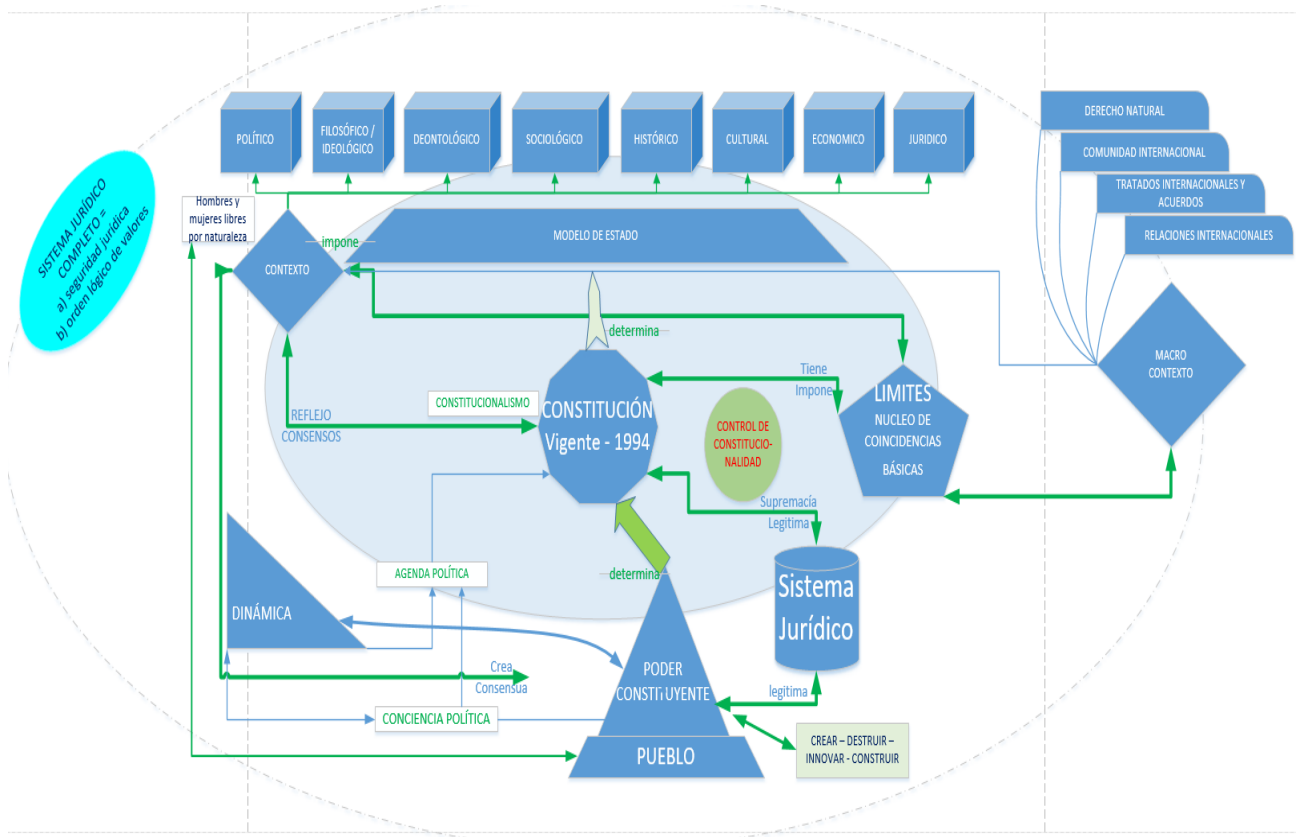 POLÍTICO
FILOSÓFICO /
IDEOLÓGICO
DEONTOLÓGICO
SOCIOLÓGICO
HISTÓRICO
CULTURAL
ECONOMICO
JURIDICO
DERECHO NATURAL
COMUNIDAD INTERNACIONAL
TRATADOS INTERNACIONALES Y
ACUERDOS
RELACIONES INTERNACIONALES
SISTEMA JURÍDICO
COMPLETO =
a) seguridad jurídica
b) orden lógico de valores
Hombres y
mujeres libres
por naturaleza
impone
MODELO DE ESTADO
CONTEXTO
determina
MACRO
CONTEXTO
Tiene
Impone
LIMITES
NUCLEO DE
COINCIDENCIAS
BÁSICAS
CONSTITUCIONALISMO
REFLEJO
CONSENSOS
CONSTITUCIÓN
Vigente - 1994
CONTROL DE
CONSTITUCIO-
NALIDAD
Supremacía
Legitima
AGENDA POLÍTICA
determina
Sistema
Jurídico
DINÁMICA
Crea
Consensua
PODER
CONSTITUYENTE
legitima
CONCIENCIA POLÍTICA
PUEBLO
CREAR – DESTRUIR –
INNOVAR - CONSTRUIR